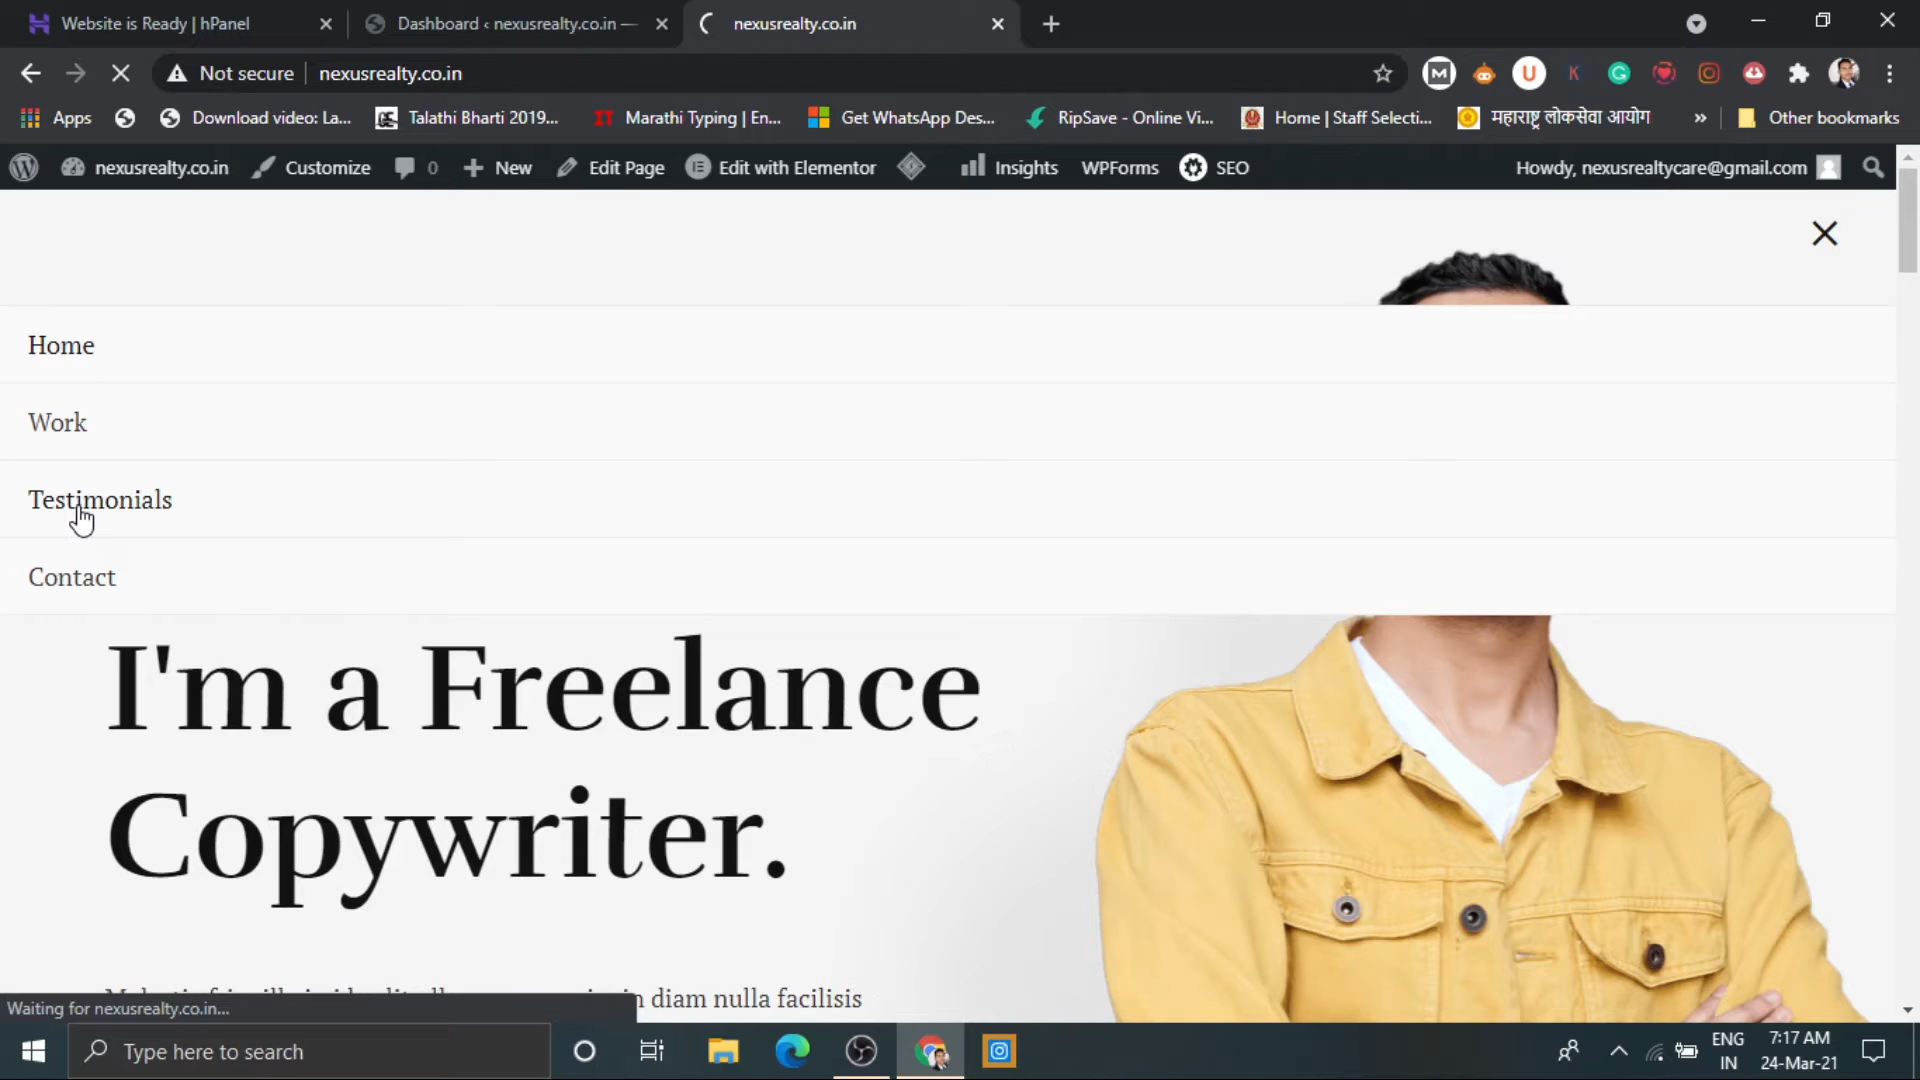 Website is Ready | hPanel
Dashboard ‹ nexusrealty.co.in —
nexusrealty.co.in
Not secure
nexusrealty.co.in
M
U
K
Apps
Download video: La...
Talathi Bharti 2019...
IT
Marathi Typing | En...
Get WhatsApp Des...
RipSave - Online Vi...
Home | Staff Selecti...
महाराष्ट्र लोकसेवा आयोग
»
Other bookmarks
nexusrealty.co.in
Customize
0
New
Edit Page
Edit with Elementor
Insights
WPForms
SEO
Howdy, nexusrealtycare@gmail.com
Home
Work
Testimonials
Contact
I'm a Freelance
Copywriter.
in diam nulla facilisis
Waiting for nexusrealty.co.in...
Type here to search
ENG
IN
7:17 AM
24-Mar-21